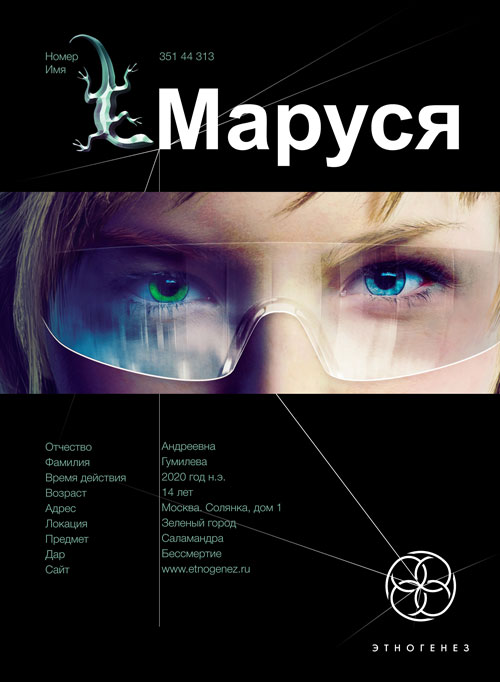 Номер 351 44 313
Имя
Маруся
Отчество Андреевна
Фамилия Гумилева
Время действия 2020 год н.э.
Возраст 14 лет
Адрес Москва. Солянка, дом 1
Локация Зеленый город
Предмет Саламандра
Дар Бессмертие
Сайт www.etnogenez.ru
ЭТНОГЕНЕЗ